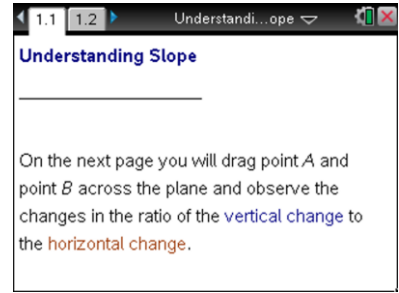 1.1 1.2 Understandi...ope
Understanding Slope
On the next page you will drag point A and
point B across the plane and observe the
changes in the ratio of the vertical change to
the horizontal change.